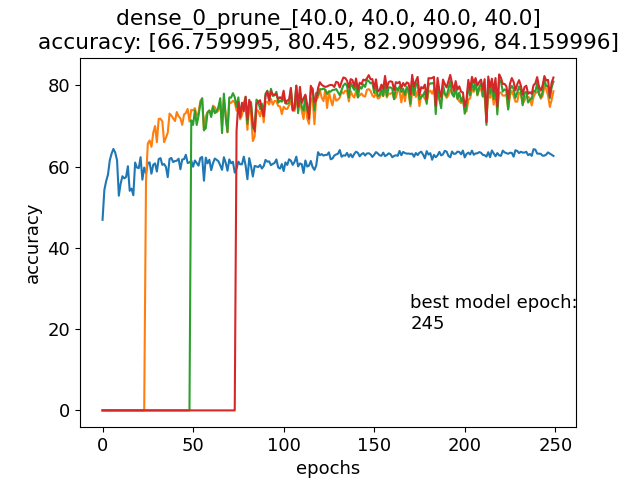 dense_0_prune_[40.0, 40.0, 40.0, 40.0]
accuracy: [66.759995, 80.45, 82.909996, 84.159996]
80
60
40
20
0
accuracy
best model epoch:
245
0 50 100 150 200 250
epochs